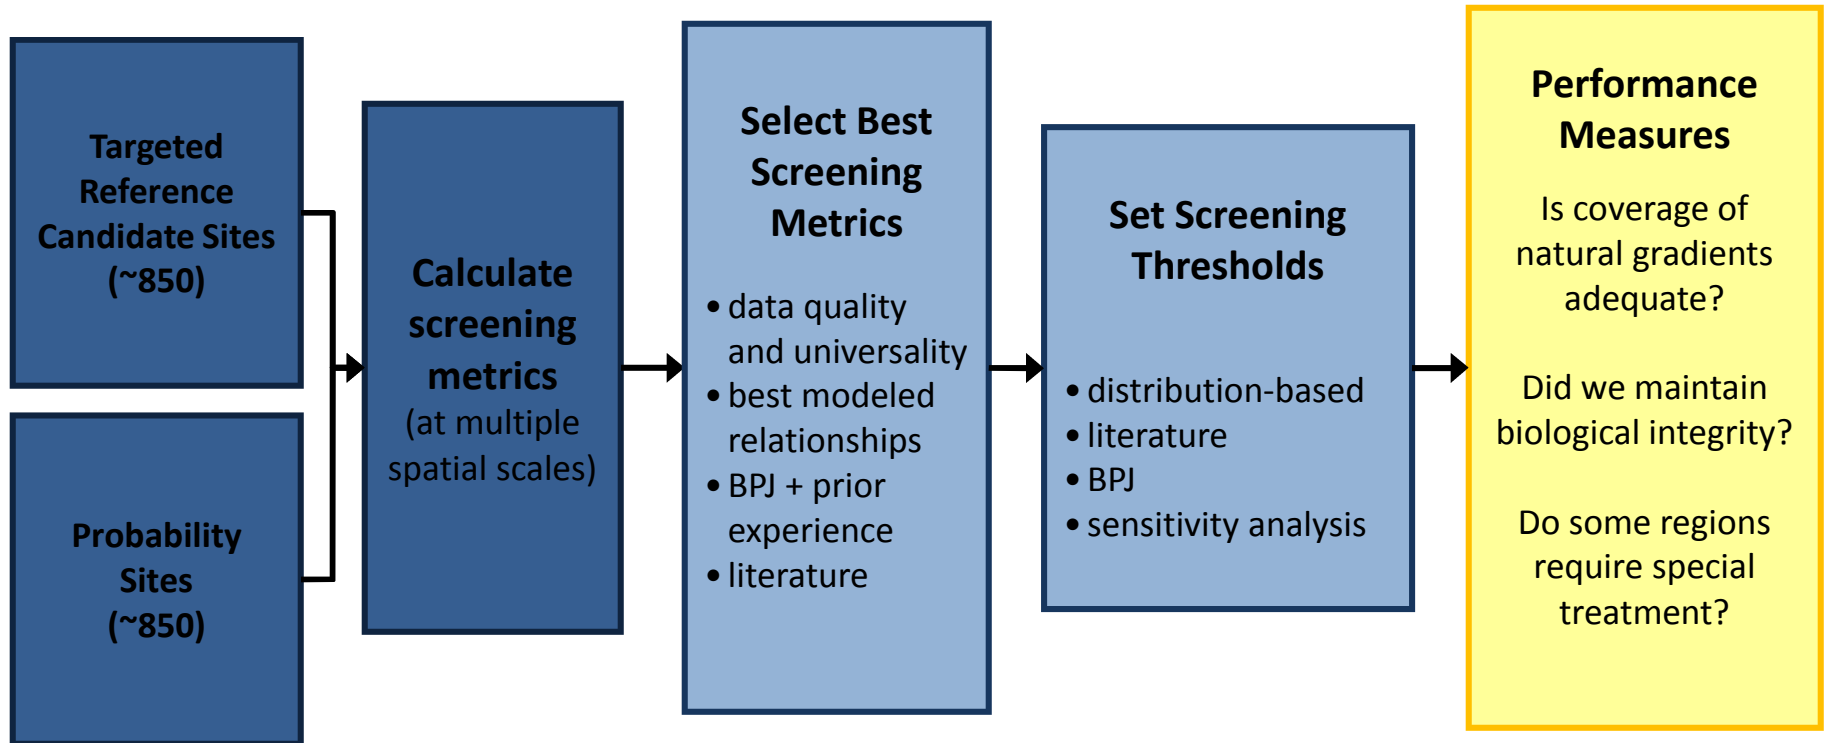 Targeted
Reference
Candidate Sites
(~850)
Probability
Sites
(~850)
Calculate
screening
metrics
(at multiple
spatial scales)
Select Best
Screening
Metrics
• data quality
and universality
• best modeled
relationships
• BPJ + prior
experience
• literature
Set Screening
Thresholds
• distribution-based
• literature
• BPJ
• sensitivity analysis
Performance
Measures
Is coverage of
natural gradients
adequate?
Did we maintain
biological integrity?
Do some regions
require special
treatment?